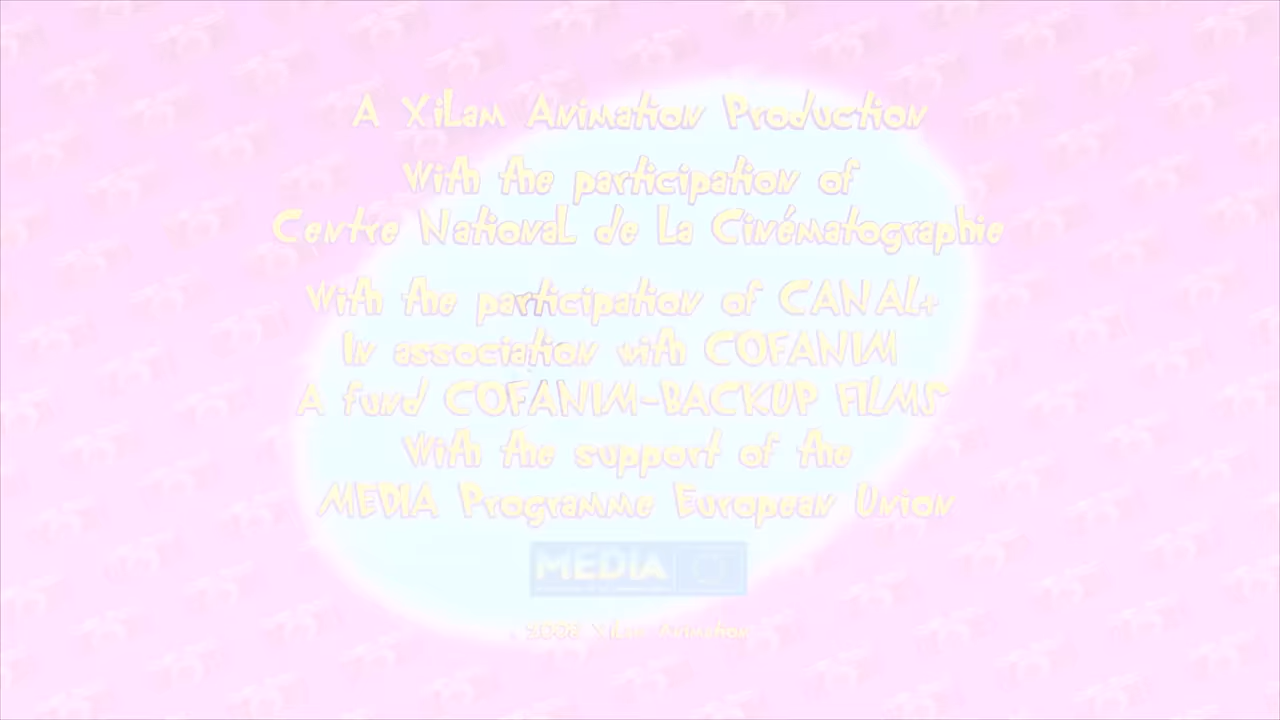 A Xilam Animation Production
With the participation of
Centre National de la Cinématographie
With the participation of CANAL+
In association with COFANIM
A fund COFANIM-BACKUP FILMS
With the support of the
MEDIA Programme European Union
MEDIA
2008 Xilam Animation